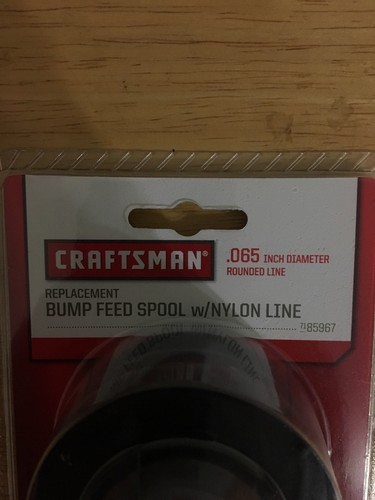 CRAFTSMAN®
.065 INCH DIAMETER
ROUNDED LINE
REPLACEMENT
BUMP FEED SPOOL w/NYLON LINE
85967